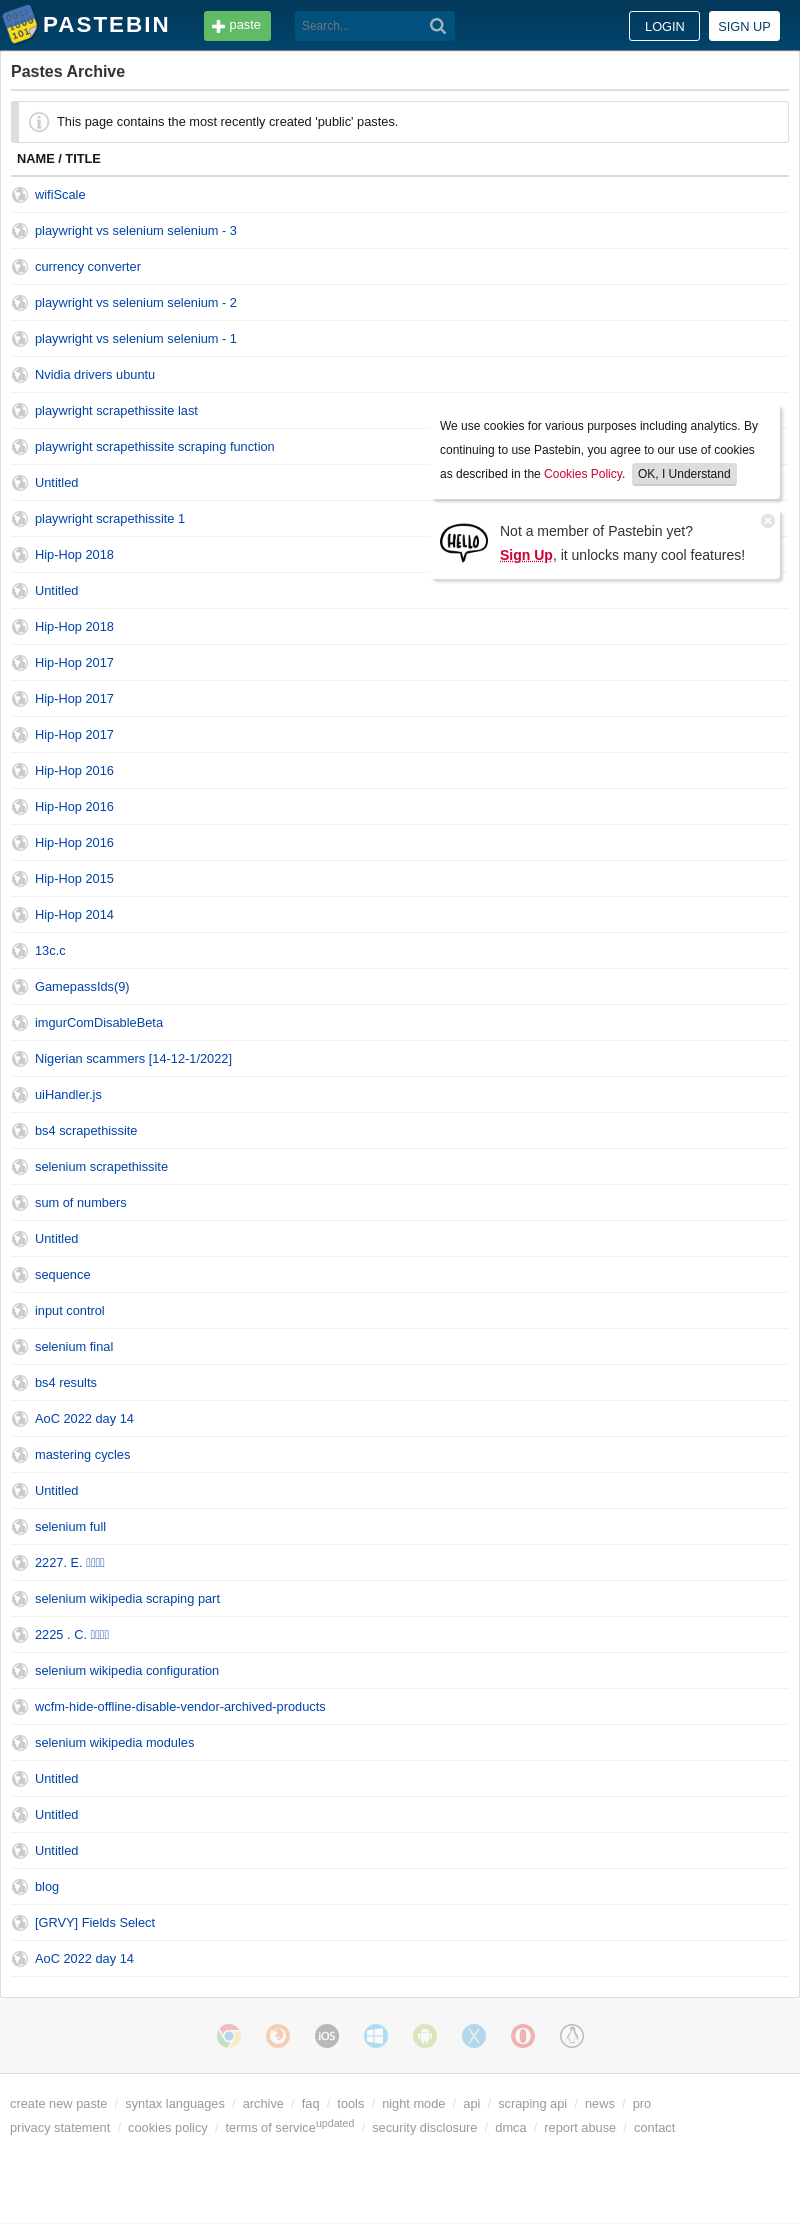 PASTEBIN
paste
Search...
LOGIN
SIGN UP
Pastes Archive
This page contains the most recently created 'public' pastes.
NAME / TITLE
wifiScale
playwright vs selenium selenium - 3
currency converter
playwright vs selenium selenium - 2
playwright vs selenium selenium - 1
Nvidia drivers ubuntu
playwright scrapethissite last
playwright scrapethissite scraping function
Untitled
playwright scrapethissite 1
Hip-Hop 2018
Untitled
Hip-Hop 2018
Hip-Hop 2017
Hip-Hop 2017
Hip-Hop 2017
Hip-Hop 2016
Hip-Hop 2016
Hip-Hop 2016
Hip-Hop 2015
Hip-Hop 2014
13c.c
GamepassIds(9)
imgurComDisableBeta
Nigerian scammers [14-12-1/2022]
uiHandler.js
bs4 scrapethissite
selenium scrapethissite
sum of numbers
Untitled
sequence
input control
selenium final
bs4 results
AoC 2022 day 14
mastering cycles
Untitled
selenium full
2227. E.
selenium wikipedia scraping part
2225 . C.
selenium wikipedia configuration
wcfm-hide-offline-disable-vendor-archived-products
selenium wikipedia modules
Untitled
Untitled
Untitled
blog
[GRVY] Fields Select
AoC 2022 day 14
We use cookies for various purposes including analytics. By
continuing to use Pastebin, you agree to our use of cookies
as described in the Cookies Policy. OK, I Understand
HELLO
Not a member of Pastebin yet?
Sign Up, it unlocks many cool features!
iOS
create new paste / syntax languages / archive / faq / tools / night mode / api / scraping api / news / pro
privacy statement / cookies policy / terms of service updated / security disclosure / dmca / report abuse / contact